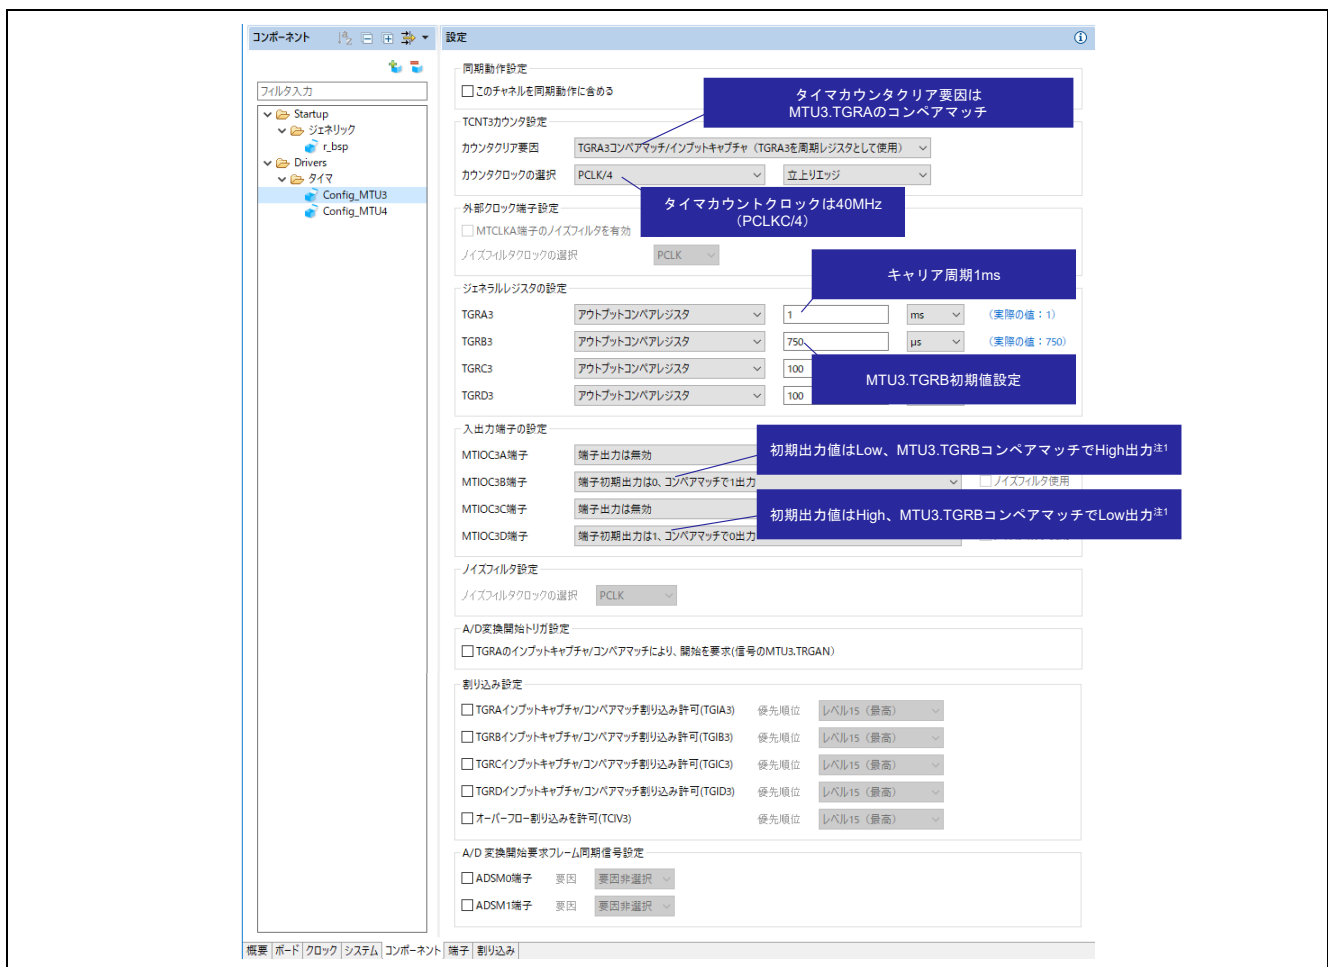 コンポーネント
設定
フィルタ入力
Startup
ジェネリック
r_bsp
Drivers
タイマ
Config_MTU3
Config_MTU4
同期動作設定
このチャネルを同期動作に含める
タイマカウンタクリア要因は
MTU3.TGRAのコンペアマッチ
TCNT3カウンタ設定
カウンタクリア要因 TGRA3コンペアマッチ/インプットキャプチャ（TGRA3を周期レジスタとして使用）
カウンタクロックの選択 PCLK/4 立上りエッジ
タイマカウントクロックは40MHz
（PCLKC/4）
外部クロック端子設定
MTCLKA端子のノイズフィルタを有効
ノイズフィルタクロックの選択 PCLK
キャリア周期1ms
ジェネラルレジスタの設定
TGRA3 アウトプットコンペアレジスタ 1 ms （実際の値：1）
TGRB3 アウトプットコンペアレジスタ 750 µs （実際の値：750）
TGRC3 アウトプットコンペアレジスタ 100
MTU3.TGRB初期値設定
TGRD3 アウトプットコンペアレジスタ 100
入出力端子の設定
初期出力値はLow、MTU3.TGRBコンペアマッチでHigh出力注1
MTIOC3A端子 端子出力は無効
MTIOC3B端子 端子初期出力は0、コンペアマッチで1出力 ノイズフィルタ使用
MTIOC3C端子 端子出力は無効
初期出力値はHigh、MTU3.TGRBコンペアマッチでLow出力注1
MTIOC3D端子 端子初期出力は1、コンペアマッチで0出力
ノイズフィルタ設定
ノイズフィルタクロックの選択 PCLK
A/D変換開始トリガ設定
TGRAのインプットキャプチャ/コンペアマッチにより、開始を要求(信号のMTU3.TRGAN）
割り込み設定
TGRAインプットキャプチャ/コンペアマッチ割り込み許可(TGIA3) 優先順位 レベル15（最高）
TGRBインプットキャプチャ/コンペアマッチ割り込み許可(TGIB3) 優先順位 レベル15（最高）
TGRCインプットキャプチャ/コンペアマッチ割り込み許可(TGIC3) 優先順位 レベル15（最高）
TGRDインプットキャプチャ/コンペアマッチ割り込み許可(TGID3) 優先順位 レベル15（最高）
オーバーフロー割り込みを許可(TCIV3) 優先順位 レベル15（最高）
A/D 変換開始要求フレーム同期信号設定
ADSM0端子 要因 要因非選択
ADSM1端子 要因 要因非選択
概要 ボード クロック システム コンポーネント 端子 割り込み